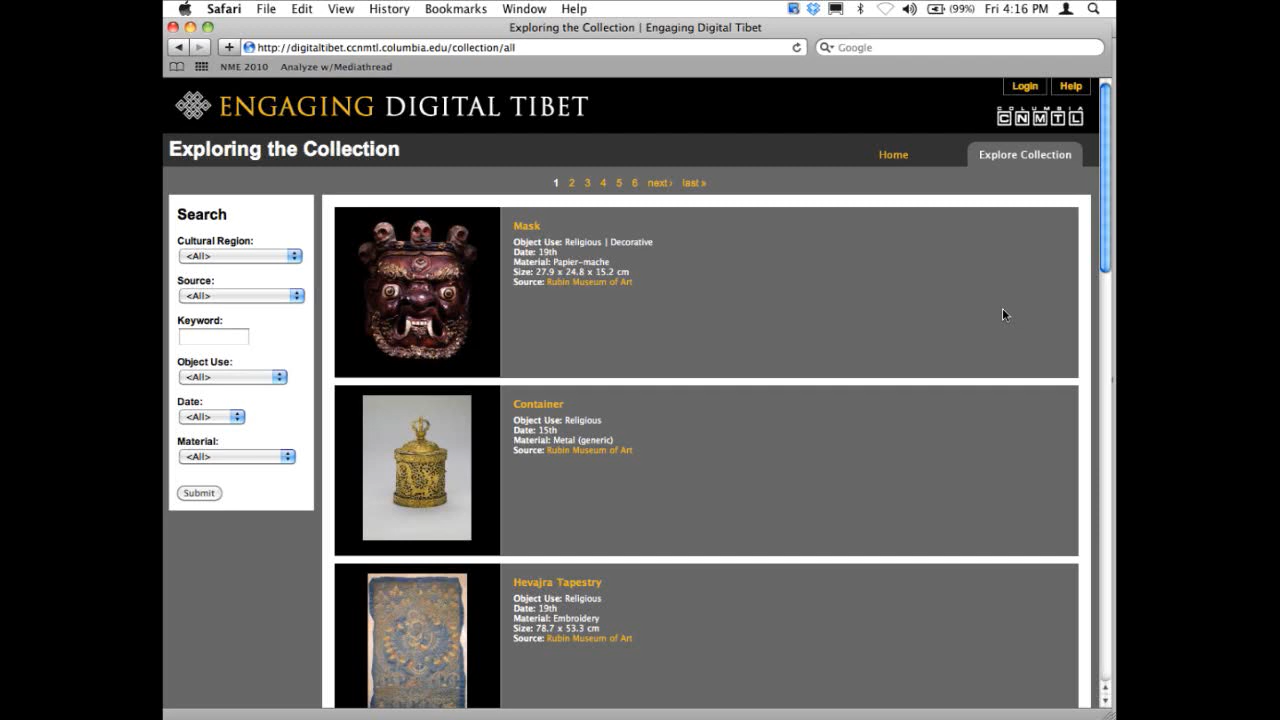 Safari File Edit View History Bookmarks Window Help (99%) Fri 4:16 PM
Exploring the Collection | Engaging Digital Tibet
http://digitaltibet.ccnmtl.columbia.edu/collection/all
Google
NME 2010 Analyze w/Mediathread
Login Help
ENGAGING DIGITAL TIBET
COLUMBIA
CNMTL
Exploring the Collection
Home Explore Collection
1 2 3 4 5 6 next › last »
Search
Cultural Region:
<All>
Source:
<All>
Keyword:
Object Use:
<All>
Date:
<All>
Material:
<All>
Submit
Mask
Object Use: Religious | Decorative
Date: 19th
Material: Papier-mache
Size: 27.9 x 24.8 x 15.2 cm
Source: Rubin Museum of Art
Container
Object Use: Religious
Date: 15th
Material: Metal (generic)
Source: Rubin Museum of Art
Hevajra Tapestry
Object Use: Religious
Date: 19th
Material: Embroidery
Size: 78.7 x 53.3 cm
Source: Rubin Museum of Art